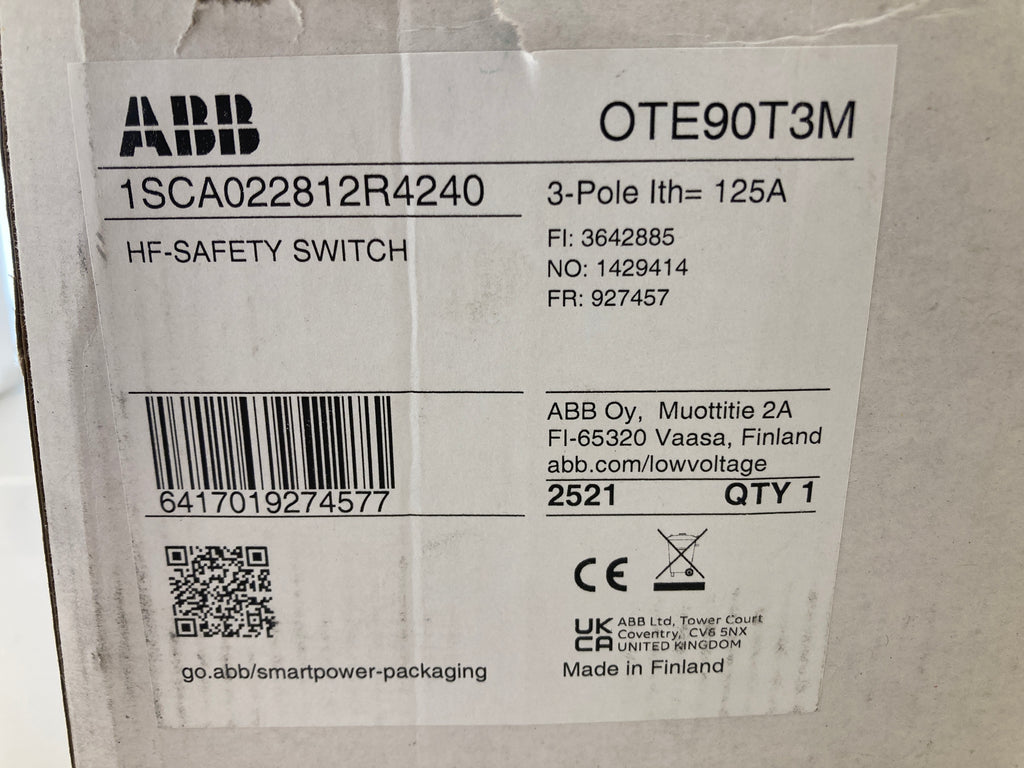 ABB
OTE90T3M
1SCA022812R4240
3-Pole Ith= 125A
HF-SAFETY SWITCH
FI: 3642885
NO: 1429414
FR: 927457
6417019274577
ABB Oy, Muottitie 2A
FI-65320 Vaasa, Finland
abb.com/lowvoltage
2521 QTY 1
CE
UK
CA
ABB Ltd, Tower Court
Coventry, CV6 5NX
UNITED KINGDOM
Made in Finland
go.abb/smartpower-packaging